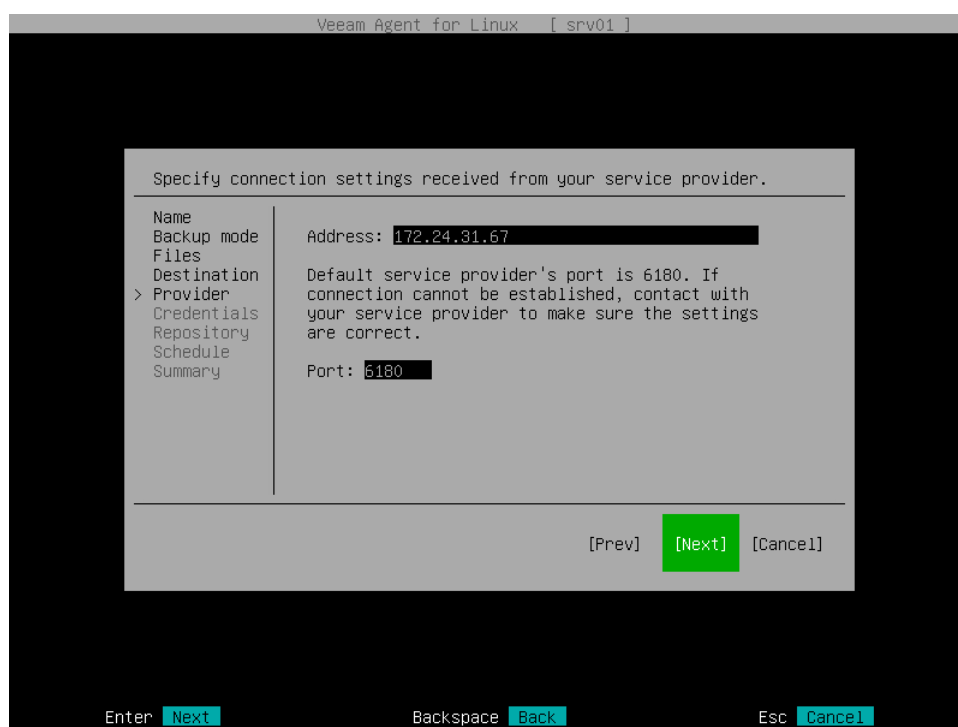 Veeam Agent for Linux [ srv01 ]
Specify connection settings received from your service provider.
Name
Backup mode
Files
Destination
> Provider
Credentials
Repository
Schedule
Summary
Address: 172.24.31.67
Default service provider's port is 6180. If
connection cannot be established, contact with
your service provider to make sure the settings
are correct.
Port: 6180
[Prev] [Next] [Cancel]
Enter Next Backspace Back Esc Cancel